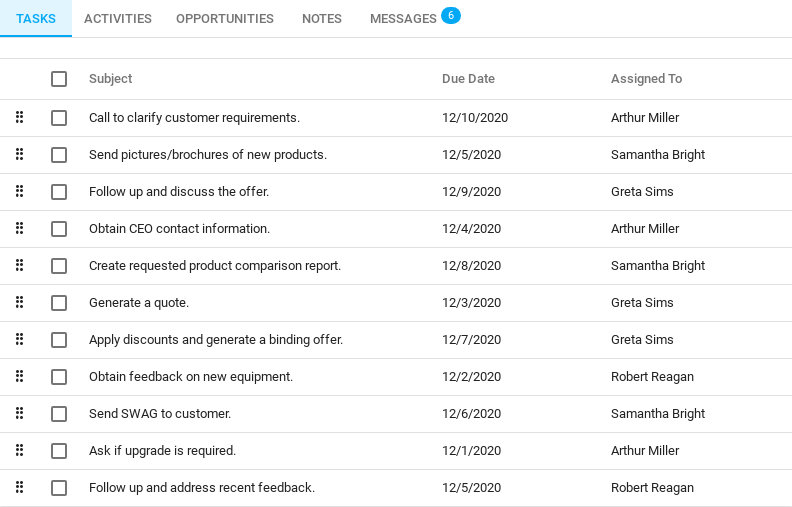 TASKS ACTIVITIES OPPORTUNITIES NOTES MESSAGES 6
Subject Due Date Assigned To
Call to clarify customer requirements. 12/10/2020 Arthur Miller
Send pictures/brochures of new products. 12/5/2020 Samantha Bright
Follow up and discuss the offer. 12/9/2020 Greta Sims
Obtain CEO contact information. 12/4/2020 Arthur Miller
Create requested product comparison report. 12/8/2020 Samantha Bright
Generate a quote. 12/3/2020 Greta Sims
Apply discounts and generate a binding offer. 12/7/2020 Greta Sims
Obtain feedback on new equipment. 12/2/2020 Robert Reagan
Send SWAG to customer. 12/6/2020 Samantha Bright
Ask if upgrade is required. 12/1/2020 Arthur Miller
Follow up and address recent feedback. 12/5/2020 Robert Reagan